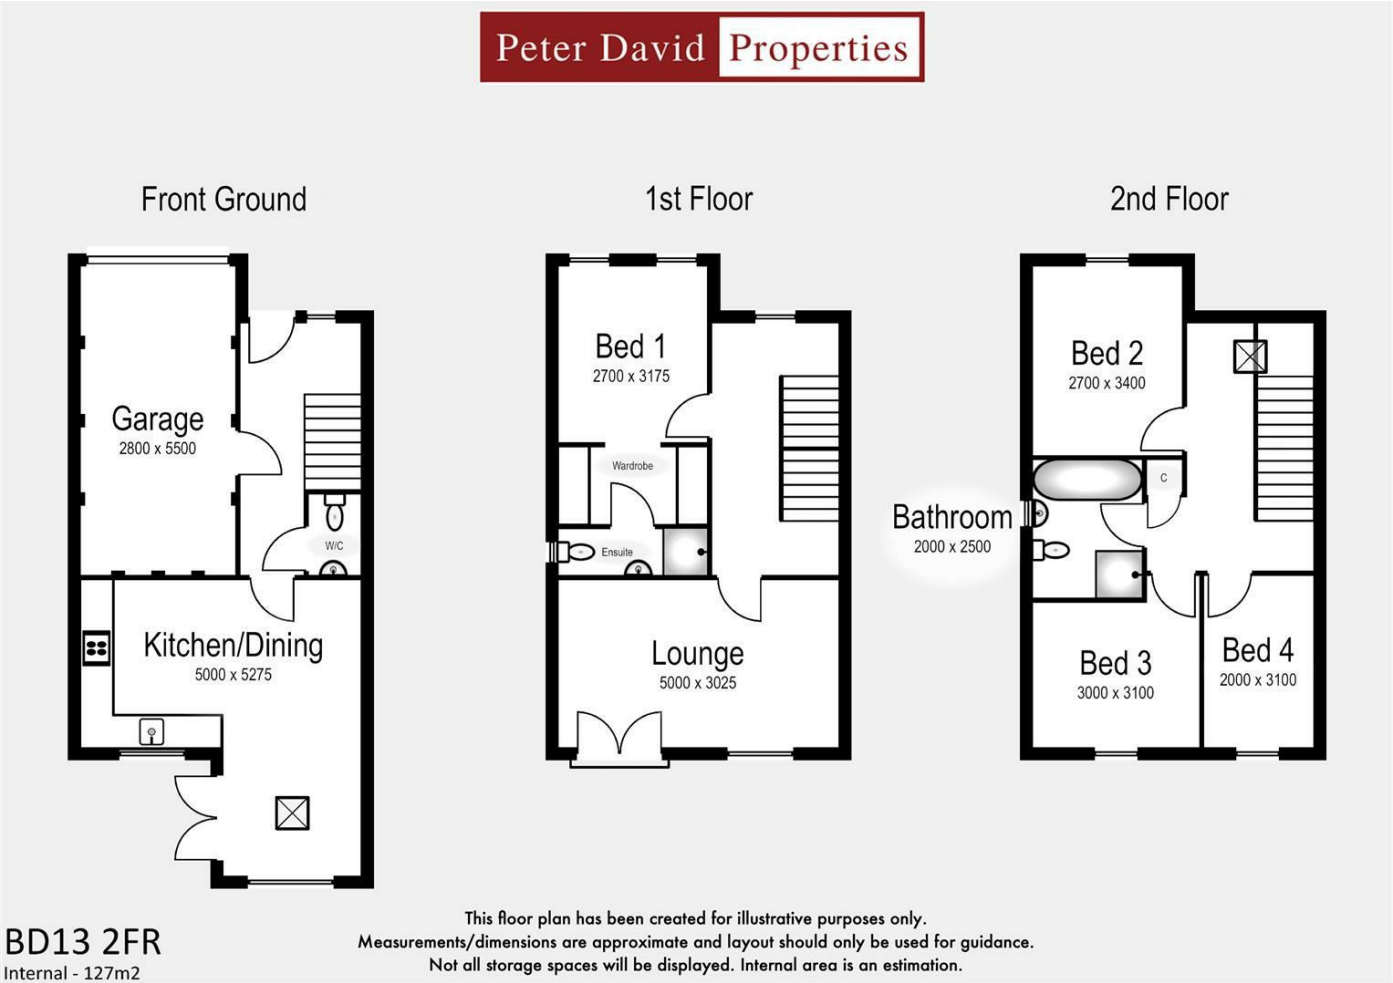 Peter David Properties
Front Ground
1st Floor
2nd Floor
Garage
2800 x 5500
W/C
Kitchen/Dining
5000 x 5275
Bed 1
2700 x 3175
Wardrobe
Ensuite
Lounge
5000 x 3025
Bed 2
2700 x 3400
C
Bathroom
2000 x 2500
Bed 3
3000 x 3100
Bed 4
2000 x 3100
BD13 2FR
Internal - 127m2
This floor plan has been created for illustrative purposes only.
Measurements/dimensions are approximate and layout should only be used for guidance.
Not all storage spaces will be displayed. Internal area is an estimation.